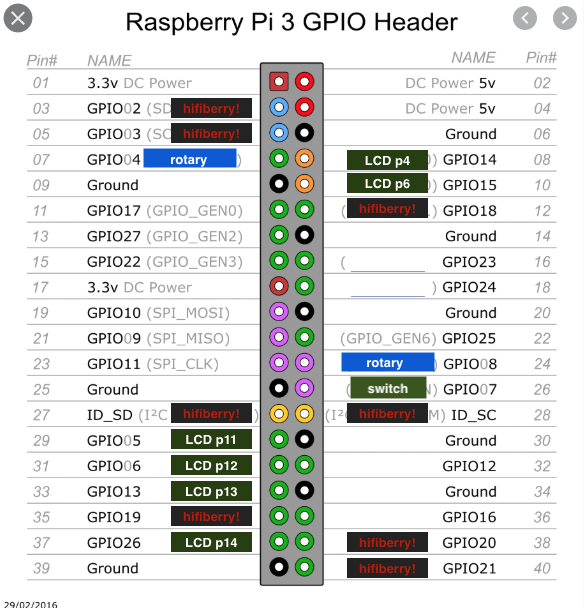 Raspberry Pi 3 GPIO Header
Pin# NAME NAME Pin#
01 3.3v DC Power DC Power 5v 02
03 GPIO02 (SD hifiberry! DC Power 5v 04
05 GPIO03 (SC hifiberry! Ground 06
07 GPIO04 rotary ) LCD p4 ) GPIO14 08
09 Ground LCD p6 ) GPIO15 10
11 GPIO17 (GPIO_GEN0) ( hifiberry! ) GPIO18 12
13 GPIO27 (GPIO_GEN2) Ground 14
15 GPIO22 (GPIO_GEN3) ( GPIO23 16
17 3.3v DC Power ) GPIO24 18
19 GPIO10 (SPI_MOSI) Ground 20
21 GPIO09 (SPI_MISO) (GPIO_GEN6) GPIO25 22
23 GPIO11 (SPI_CLK) rotary ) GPIO08 24
25 Ground ( switch N) GPIO07 26
27 ID_SD (I²C hifiberry! ) (I² hifiberry! M) ID_SC 28
29 GPIO05 LCD p11 Ground 30
31 GPIO06 LCD p12 GPIO12 32
33 GPIO13 LCD p13 Ground 34
35 GPIO19 hifiberry! GPIO16 36
37 GPIO26 LCD p14 hifiberry! GPIO20 38
39 Ground hifiberry! GPIO21 40
29/02/2016